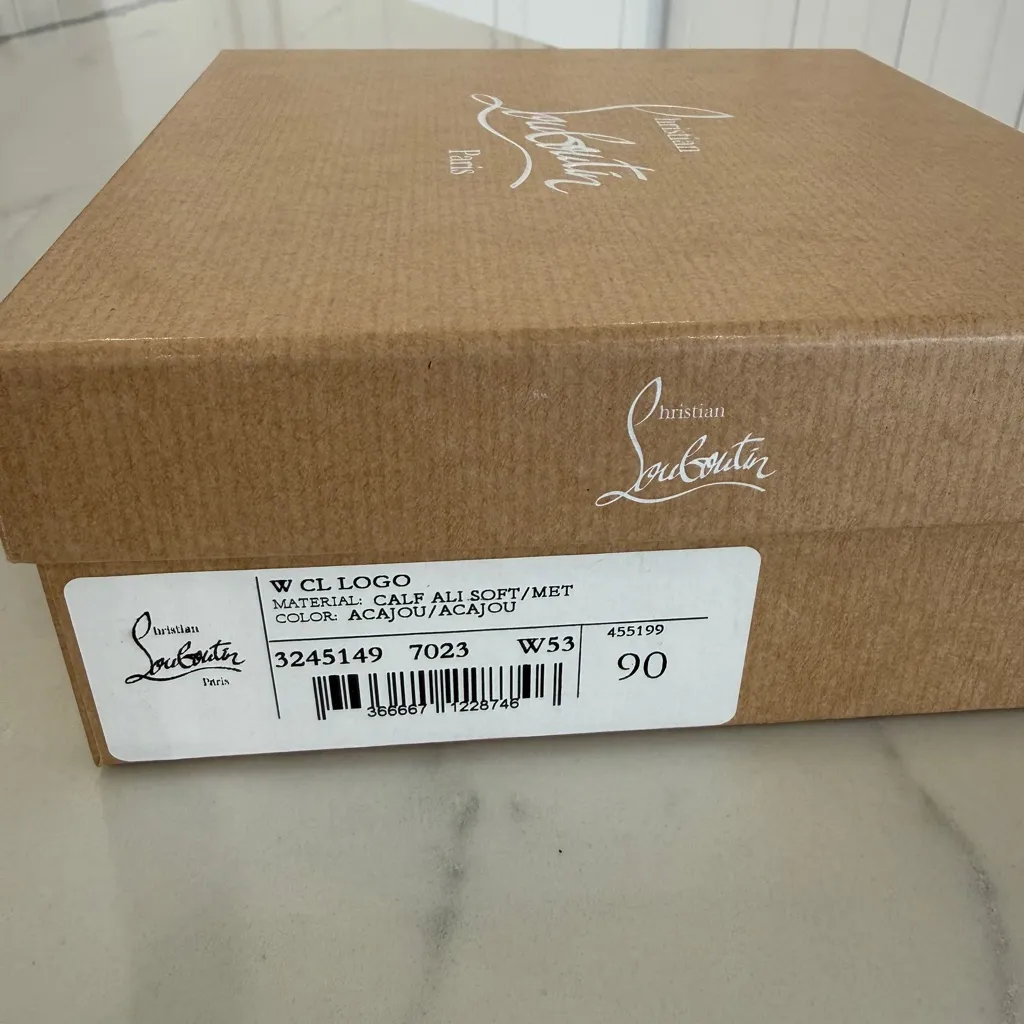 Christian
Louboutin
Paris
Christian
Louboutin
Christian
Louboutin
Paris
W CL LOGO
MATERIAL: CALF ALI SOFT/MET
COLOR: ACAJOU/ACAJOU
3245149 7023 W53
455199
90
366667 1228746